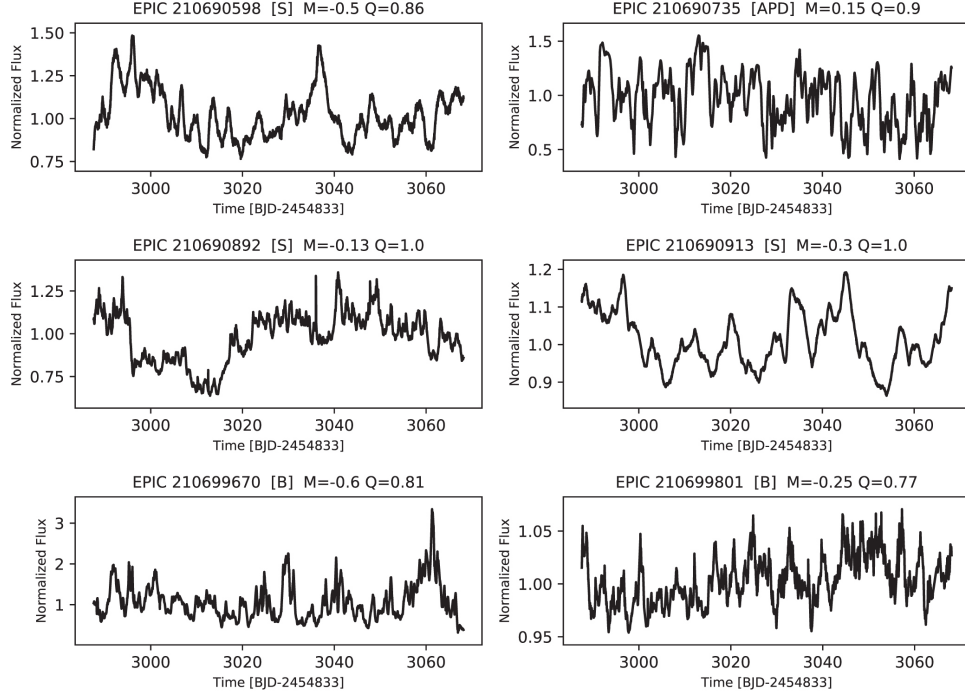 EPIC 210690598 [S] M=-0.5 Q=0.86
Normalized Flux
1.50
1.25
1.00
0.75
3000 3020 3040 3060
Time [BJD-2454833]
EPIC 210690735 [APD] M=0.15 Q=0.9
Normalized Flux
1.5
1.0
0.5
3000 3020 3040 3060
Time [BJD-2454833]
EPIC 210690892 [S] M=-0.13 Q=1.0
Normalized Flux
1.25
1.00
0.75
3000 3020 3040 3060
Time [BJD-2454833]
EPIC 210690913 [S] M=-0.3 Q=1.0
Normalized Flux
1.2
1.1
1.0
0.9
3000 3020 3040 3060
Time [BJD-2454833]
EPIC 210699670 [B] M=-0.6 Q=0.81
Normalized Flux
3
2
1
3000 3020 3040 3060
Time [BJD-2454833]
EPIC 210699801 [B] M=-0.25 Q=0.77
Normalized Flux
1.05
1.00
0.95
3000 3020 3040 3060
Time [BJD-2454833]